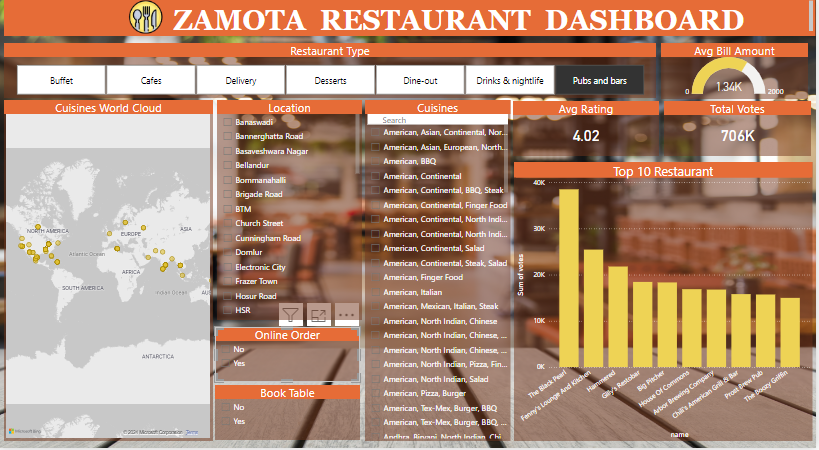 ZAMOTA RESTAURANT DASHBOARD
Restaurant Type
Buffet
Cafes
Delivery
Desserts
Dine-out
Drinks & nightlife
Pubs and bars
Avg Bill Amount
1.34K
0
2000
Cuisines World Cloud
NORTH AMERICA
EUROPE
ASIA
Atlantic Ocean
AFRICA
SOUTH AMERICA
Indian Ocean
AUS
ANTARCTICA
Microsoft Bing
© 2024 Microsoft Corporation Terms
Location
Banaswadi
Bannerghatta Road
Basaveshwara Nagar
Bellandur
Bommanahalli
Brigade Road
BTM
Church Street
Cunningham Road
Domlur
Electronic City
Frazer Town
Hosur Road
HSR
Online Order
No
Yes
Book Table
No
Yes
Cuisines
Search
American, Asian, Continental, Nor...
American, Asian, European, North...
American, BBQ
American, Continental
American, Continental, BBQ, Steak
American, Continental, Finger Food
American, Continental, North Indi...
American, Continental, North Indi...
American, Continental, Salad
American, Continental, Steak, Salad
American, Finger Food
American, Italian
American, Mexican, Italian, Steak
American, North Indian, Chinese
American, North Indian, Chinese, ...
American, North Indian, Chinese, ...
American, North Indian, Pizza, Fin...
American, North Indian, Salad
American, Pizza, Burger
American, Tex-Mex, Burger, BBQ
American, Tex-Mex, Burger, BBQ, ...
Andhra, Biryani, North Indian, Chi...
Avg Rating
4.02
Total Votes
706K
Top 10 Restaurant
Sum of votes
40K
30K
20K
10K
0K
The Black Pearl
Fenny's Lounge And Kitchen
Hammered
Gilly's Restobar
Big Pitcher
House Of Commons
Arbor Brewing Company
Chili's American Grill & Bar
Prost Brew Pub
The Boozy Griffin
name